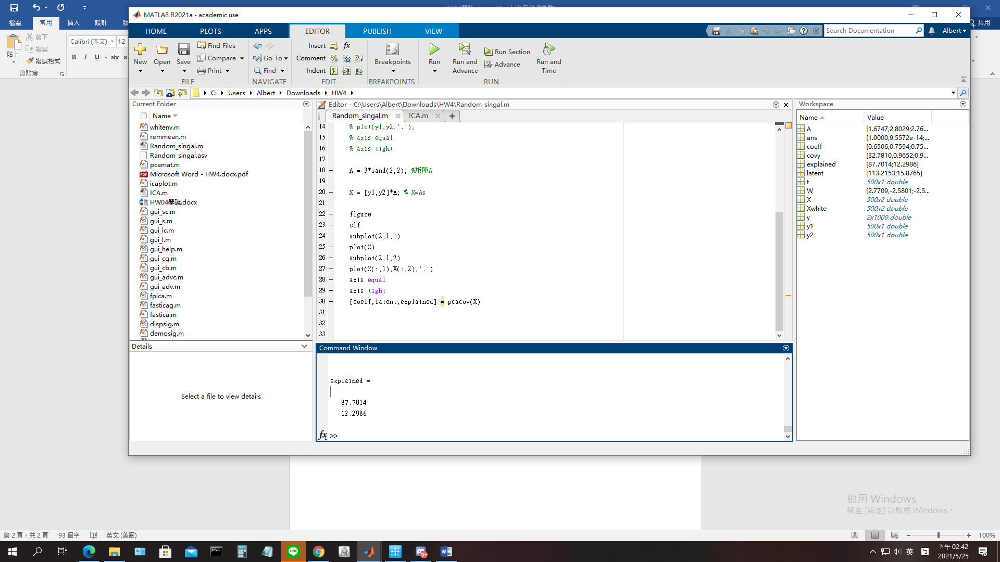 檔案
常用
插入
設計
共用
貼上
剪下
複製
複製格式
剪貼簿
Calibri (本文)
12
B I U abc
MATLAB R2021a - academic use
HOME PLOTS APPS EDITOR PUBLISH VIEW
Search Documentation
Albert
New Open Save
Find Files
Compare
Print
FILE
Go To
Find
NAVIGATE
Insert fx
Comment
Indent
EDIT
Breakpoints
BREAKPOINTS
Run
Run and Advance
Run Section
Advance
Run and Time
RUN
C: Users Albert Downloads HW4
Current Folder
Name
whitenv.m
remmean.m
Random_singal.m
Random_singal.asv
pcamat.m
Microsoft Word - HW4.docx.pdf
icaplot.m
ICA.m
HW04學號.docx
gui_sc.m
gui_s.m
gui_lc.m
gui_l.m
gui_help.m
gui_cg.m
gui_cb.m
gui_advc.m
gui_adv.m
fpica.m
fasticag.m
fastica.m
dispsig.m
demosig.m
Details
Select a file to view details
Editor - C:\Users\Albert\Downloads\HW4\Random_singal.m
Random_singal.m ICA.m
14 % plot(y1,y2,'.');
15 % axis equal
16 % axis tight
17
18 – A = 3*rand(2,2); %矩陣A
19
20 – X = [y1,y2]*A; % X=As
21
22 – figure
23 – clf
24 – subplot(2,1,1)
25 – plot(X)
26 – subplot(2,1,2)
27 – plot(X(:,1),X(:,2),'.')
28 – axis equal
29 – axis tight
30 – [coeff,latent,explained] = pcacov(X)
31
32
33
Command Window
explained =
87.7014
12.2986
fx >>
Workspace
Name Value
A [1.6747,2.8029;2.76...
ans [1.0000,9.5572e-14;...
coeff [0.6506,0.7594;0.75...
covy [32.7810,0.9652;0.9...
explained [87.7014;12.2986]
latent [113.2153;15.8765]
t 500x1 double
W [2.7709,-2.5801;-2.5...
X 500x2 double
Xwhite 500x2 double
y 2x1000 double
y1 500x1 double
y2 500x1 double
啟用 Windows
移至 [設定] 以啟用 Windows。
第 2 頁，共 2 頁 93 個字 英文 (美國)
100%
LINE
9+
英
下午 02:42
2021/5/25